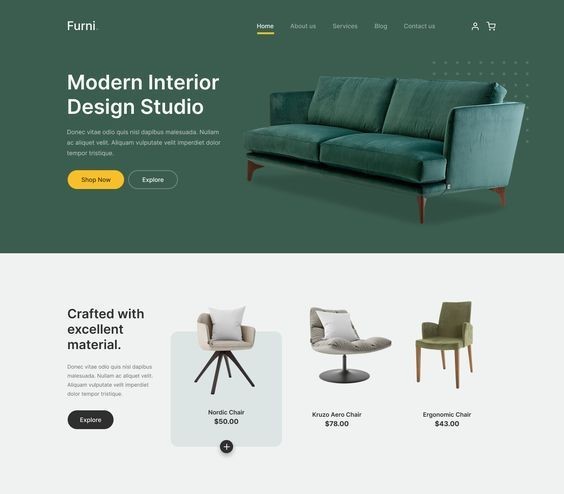 Furni.
Home About us Services Blog Contact us
Modern Interior
Design Studio
Donec vitae odio quis nisl dapibus malesuada. Nullam
ac aliquet velit. Aliquam vulputate velit imperdiet dolor
tempor tristique.
Shop Now Explore
Crafted with
excellent
material.
Donec vitae odio quis nisl dapibus
malesuada. Nullam ac aliquet velit.
Aliquam vulputate velit imperdiet
dolor tempor tristique.
Explore
Nordic Chair
$50.00
Kruzo Aero Chair
$78.00
Ergonomic Chair
$43.00